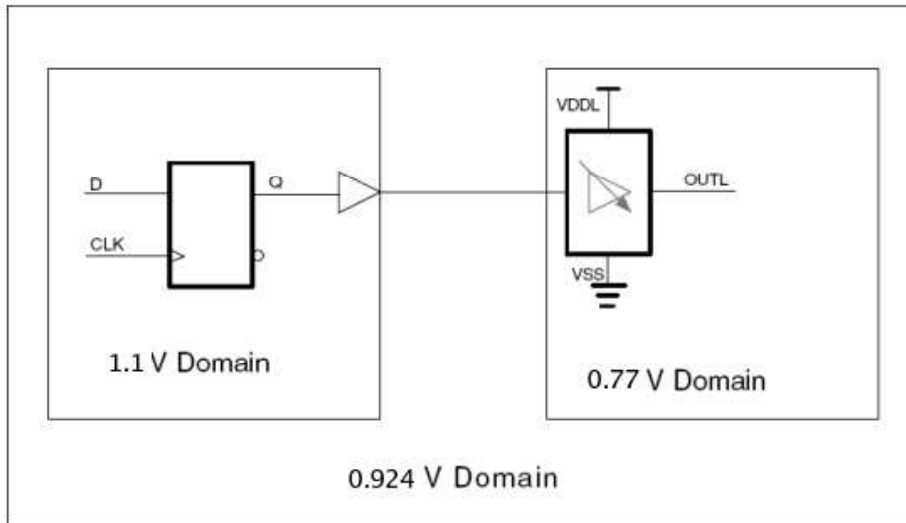 VDDL
D
Q
OUTL
CLK
VSS
1.1 V Domain
0.77 V Domain
0.924 V Domain